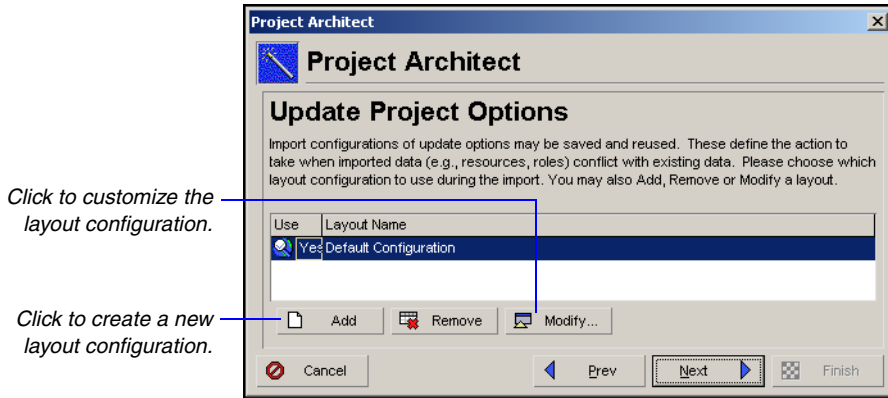 Project Architect
Project Architect
Update Project Options
Import configurations of update options may be saved and reused. These define the action to
take when imported data (e.g., resources, roles) conflict with existing data. Please choose which
layout configuration to use during the import. You may also Add, Remove or Modify a layout.
Click to customize the
layout configuration.
Use Layout Name
Yes Default Configuration
Click to create a new
layout configuration.
Add Remove Modify...
Cancel Prev Next Finish